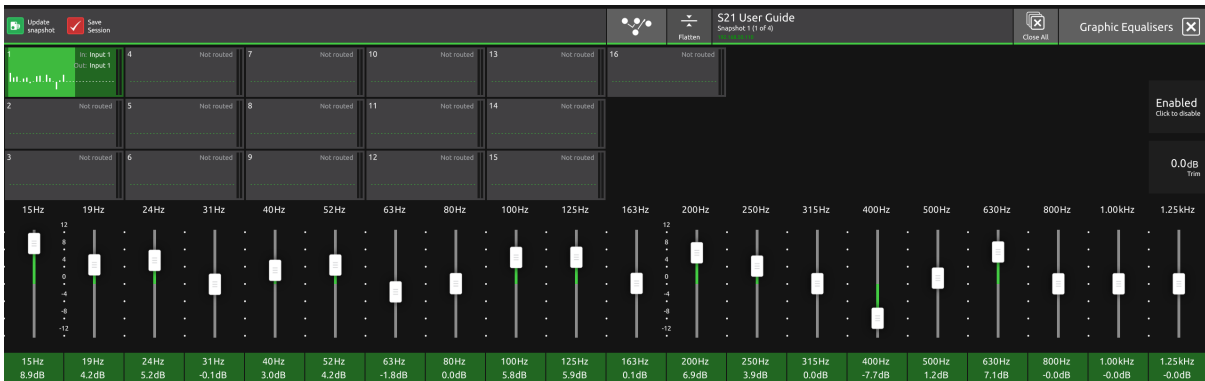 Update snapshot
Save Session
Flatten
S21 User Guide
Snapshot 1 (1 of 4)
Close All
Graphic Equalisers
1 In: Input 1
Out: Input 1
4 Not routed
7 Not routed
10 Not routed
13 Not routed
16 Not routed
2 Not routed
5 Not routed
8 Not routed
11 Not routed
14 Not routed
Enabled
Click to disable
3 Not routed
6 Not routed
9 Not routed
12 Not routed
15 Not routed
0.0dB
Trim
15Hz 19Hz 24Hz 31Hz 40Hz 52Hz 63Hz 80Hz 100Hz 125Hz 163Hz 200Hz 250Hz 315Hz 400Hz 500Hz 630Hz 800Hz 1.00kHz 1.25kHz
12 12
8 8
4 4
0 0
-4 -4
-8 -8
-12 -12
15Hz 19Hz 24Hz 31Hz 40Hz 52Hz 63Hz 80Hz 100Hz 125Hz 163Hz 200Hz 250Hz 315Hz 400Hz 500Hz 630Hz 800Hz 1.00kHz 1.25kHz
8.9dB 4.2dB 5.2dB -0.1dB 3.0dB 4.2dB -1.8dB 0.0dB 5.8dB 5.9dB 0.1dB 6.9dB 3.9dB 0.0dB -7.7dB 1.2dB 7.1dB -0.0dB -0.0dB -0.0dB